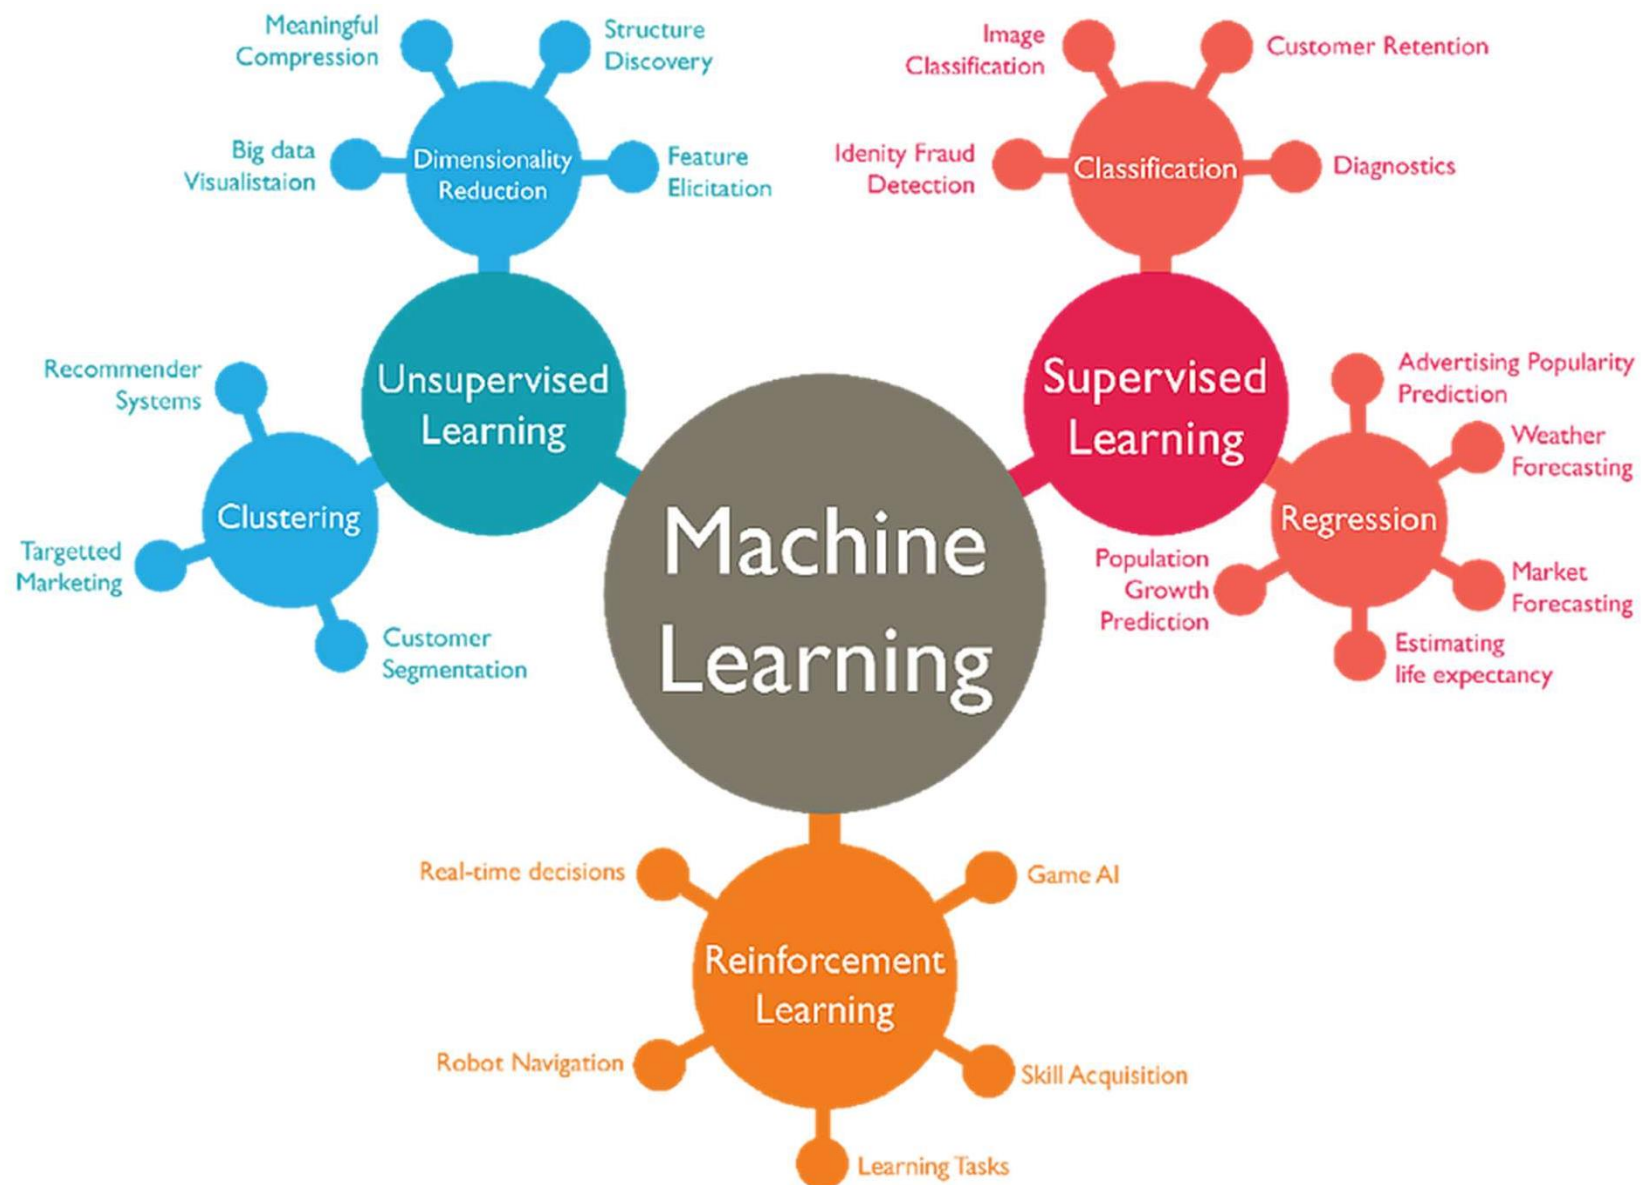 Meaningful
Compression
Structure
Discovery
Big data
Visualistaion
Dimensionality
Reduction
Feature
Elicitation
Image
Classification
Customer Retention
Idenity Fraud
Detection
Classification
Diagnostics
Recommender
Systems
Unsupervised
Learning
Clustering
Targetted
Marketing
Customer
Segmentation
Machine
Learning
Supervised
Learning
Advertising Popularity
Prediction
Weather
Forecasting
Regression
Population
Growth
Prediction
Market
Forecasting
Estimating
life expectancy
Real-time decisions
Game AI
Reinforcement
Learning
Robot Navigation
Skill Acquisition
Learning Tasks